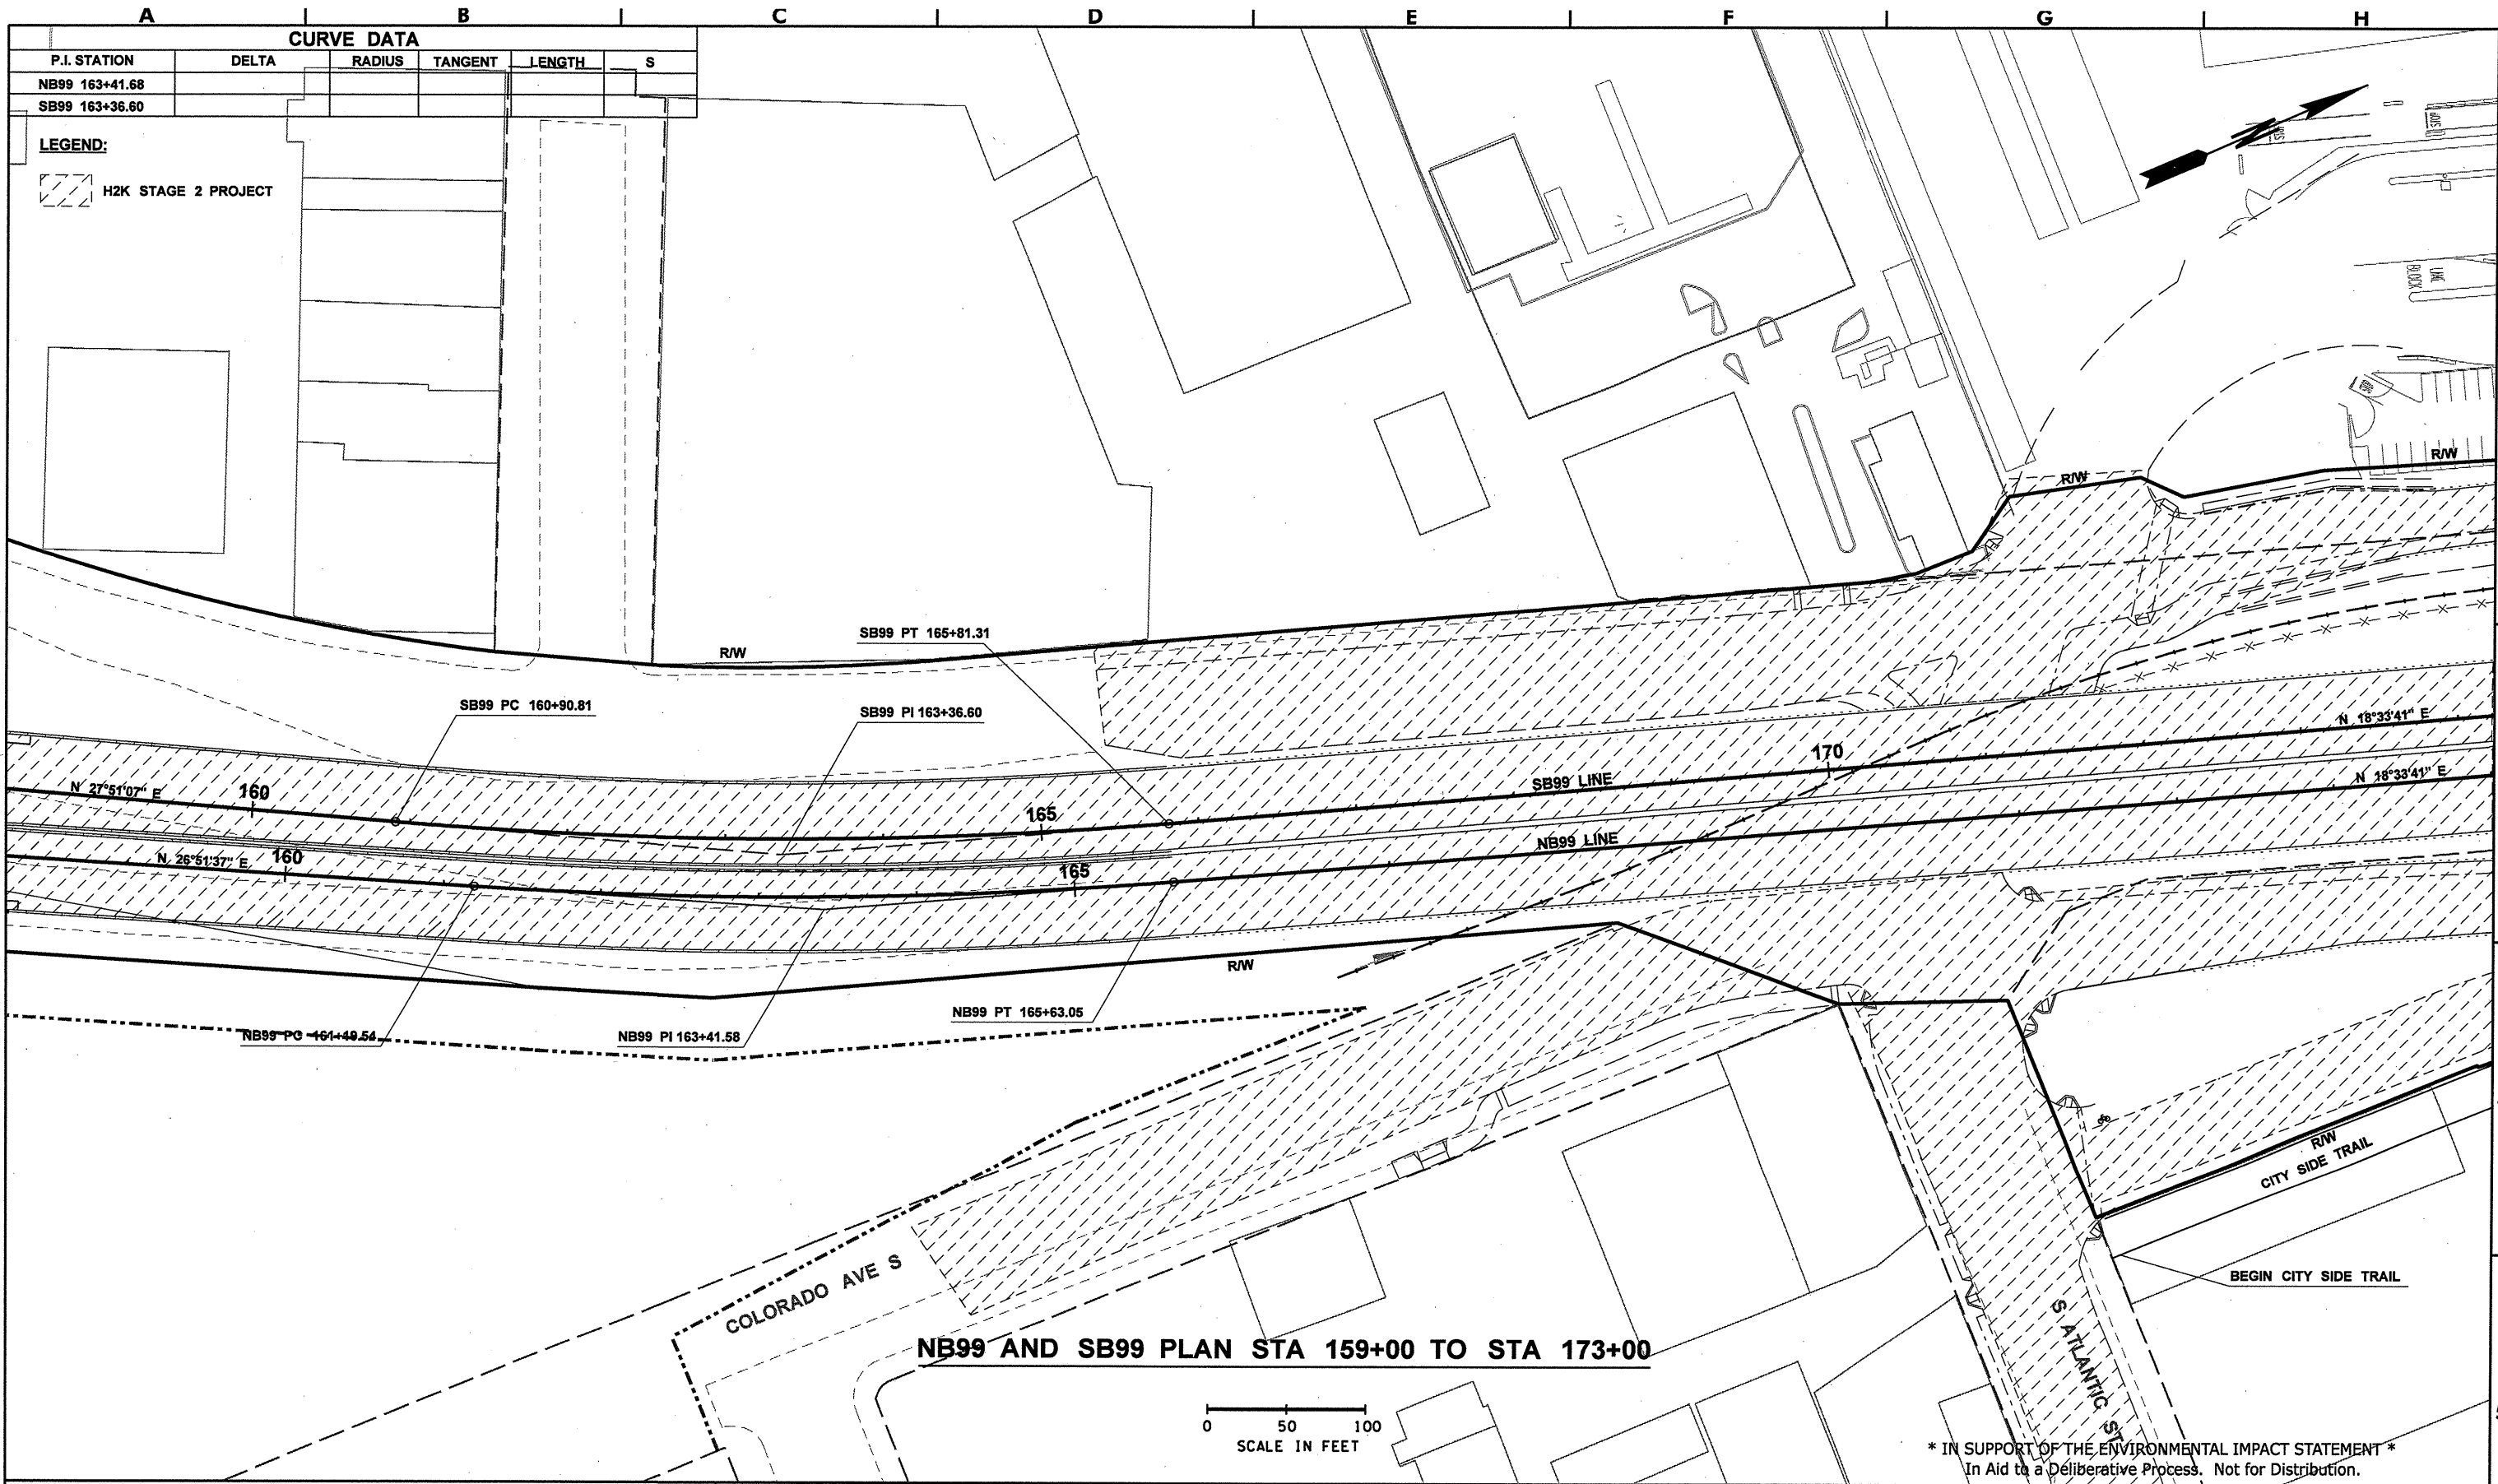 A B C D E F G H
CURVE DATA
P.I. STATION DELTA RADIUS TANGENT LENGTH S
NB99 163+41.68
SB99 163+36.60
LEGEND:
H2K STAGE 2 PROJECT
N
STOP
LINE
BLOCK
R/W
R/W
R/W
SB99 PT 165+81.31
SB99 PC 160+90.81
SB99 PI 163+36.60
N 18°33'41" E
N 27°51'07" E
160
165
170
SB99 LINE
N 18°33'41" E
N 26°51'37" E
160
165
NB99 LINE
R/W
NB99 PT 165+63.05
NB99 PC 161+49.54
NB99 PI 163+41.58
R/W
CITY SIDE TRAIL
BEGIN CITY SIDE TRAIL
COLORADO AVE S
S ATLANTIC ST
NB99 AND SB99 PLAN STA 159+00 TO STA 173+00
0 50 100
SCALE IN FEET
* IN SUPPORT OF THE ENVIRONMENTAL IMPACT STATEMENT *
In Aid to a Deliberative Process. Not for Distribution.